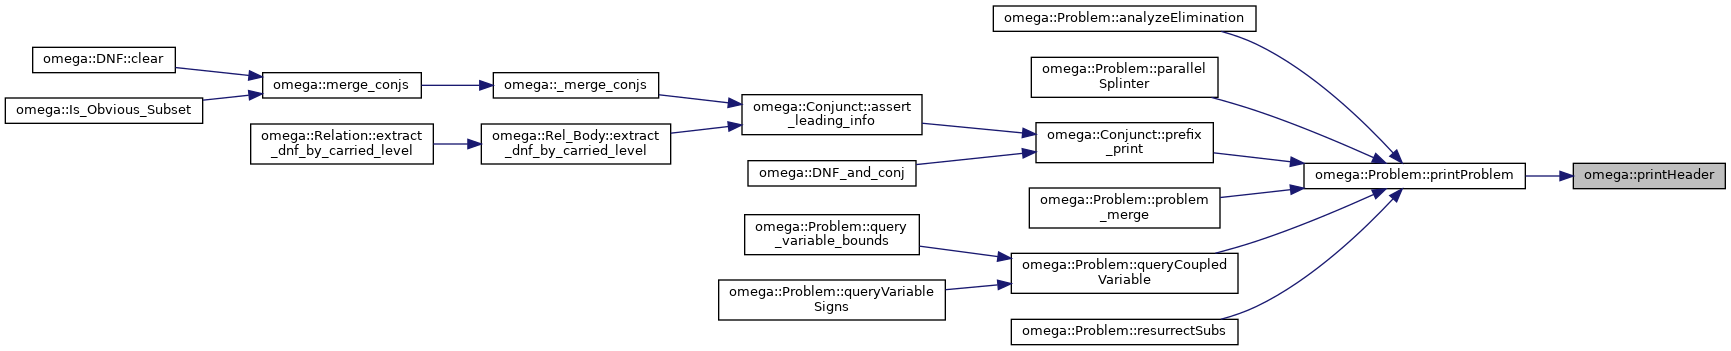 omega::Problem::analyzeElimination
omega::DNF::clear
omega::Problem::parallel
Splinter
omega::merge_conjs
omega::_merge_conjs
omega::Is_Obvious_Subset
omega::Conjunct::assert
_leading_info
omega::Relation::extract
_dnf_by_carried_level
omega::Rel_Body::extract
_dnf_by_carried_level
omega::Conjunct::prefix
_print
omega::DNF_and_conj
omega::Problem::printProblem
omega::printHeader
omega::Problem::problem
_merge
omega::Problem::query
_variable_bounds
omega::Problem::queryCoupled
Variable
omega::Problem::queryVariable
Signs
omega::Problem::resurrectSubs